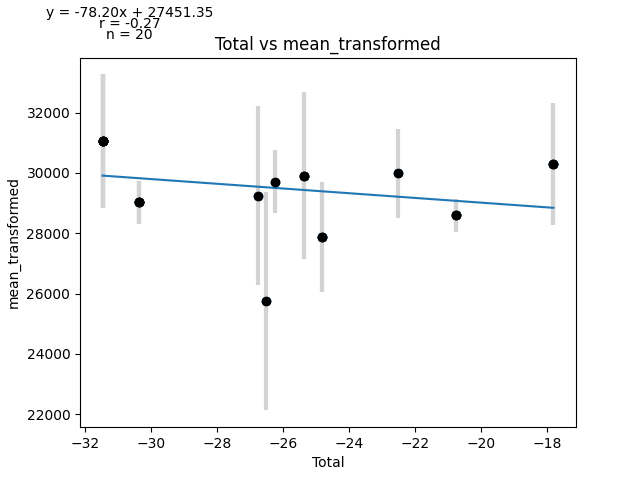 y = -78.20x + 27451.35
r = -0.27
n = 20
Total vs mean_transformed
32000
30000
28000
26000
24000
22000
mean_transformed
−32
−30
−28
−26
−24
−22
−20
−18
Total